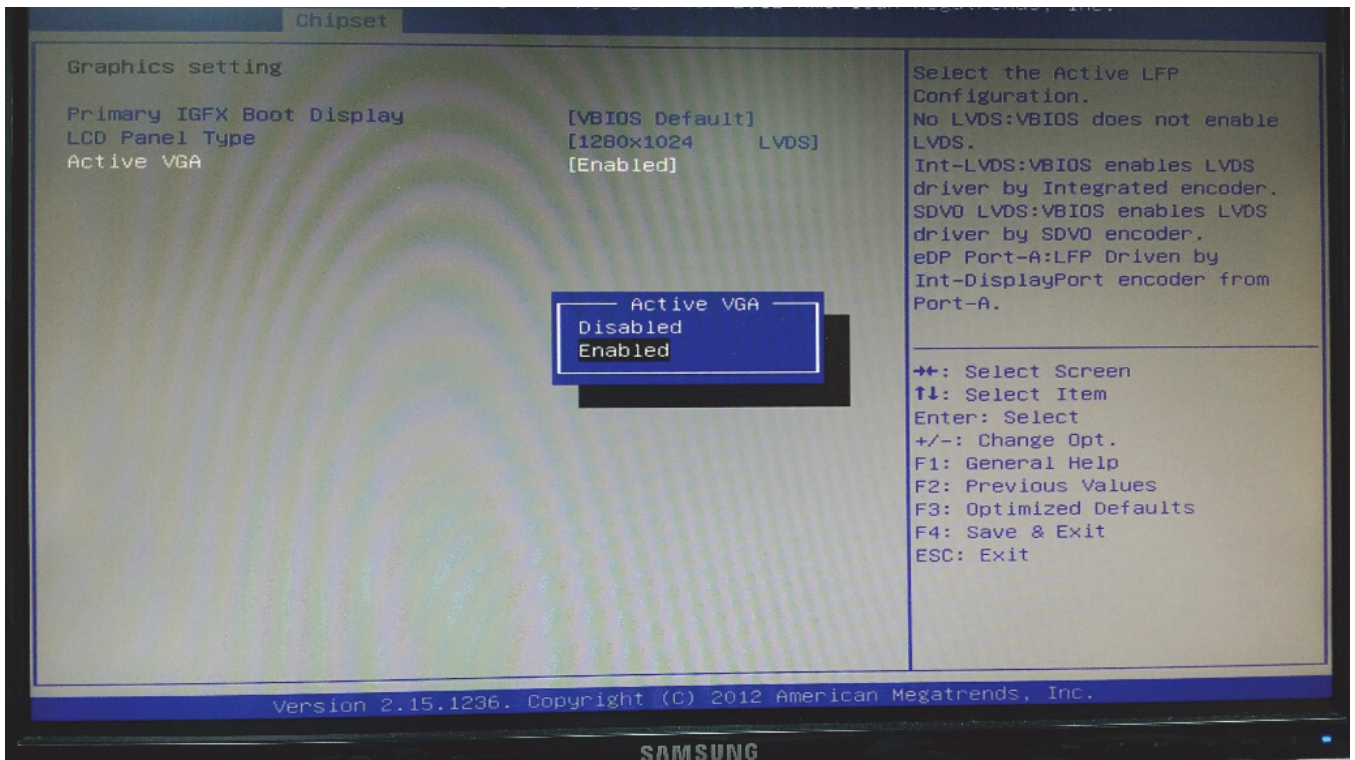 Chipset
Graphics setting
Primary IGFX Boot Display [VBIOS Default]
LCD Panel Type [1280x1024 LVDS]
Active VGA [Enabled]
Active VGA
Disabled
Enabled
Select the Active LFP
Configuration.
No LVDS:VBIOS does not enable
LVDS.
Int-LVDS:VBIOS enables LVDS
driver by Integrated encoder.
SDVO LVDS:VBIOS enables LVDS
driver by SDVO encoder.
eDP Port-A:LFP Driven by
Int-DisplayPort encoder from
Port-A.
→←: Select Screen
↑↓: Select Item
Enter: Select
+/-: Change Opt.
F1: General Help
F2: Previous Values
F3: Optimized Defaults
F4: Save & Exit
ESC: Exit
Version 2.15.1236. Copyright (C) 2012 American Megatrends, Inc.
SAMSUNG